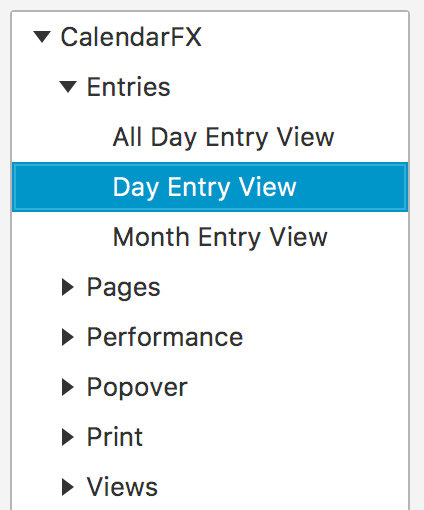 CalendarFX
Entries
All Day Entry View
Day Entry View
Month Entry View
Pages
Performance
Popover
Print
Views